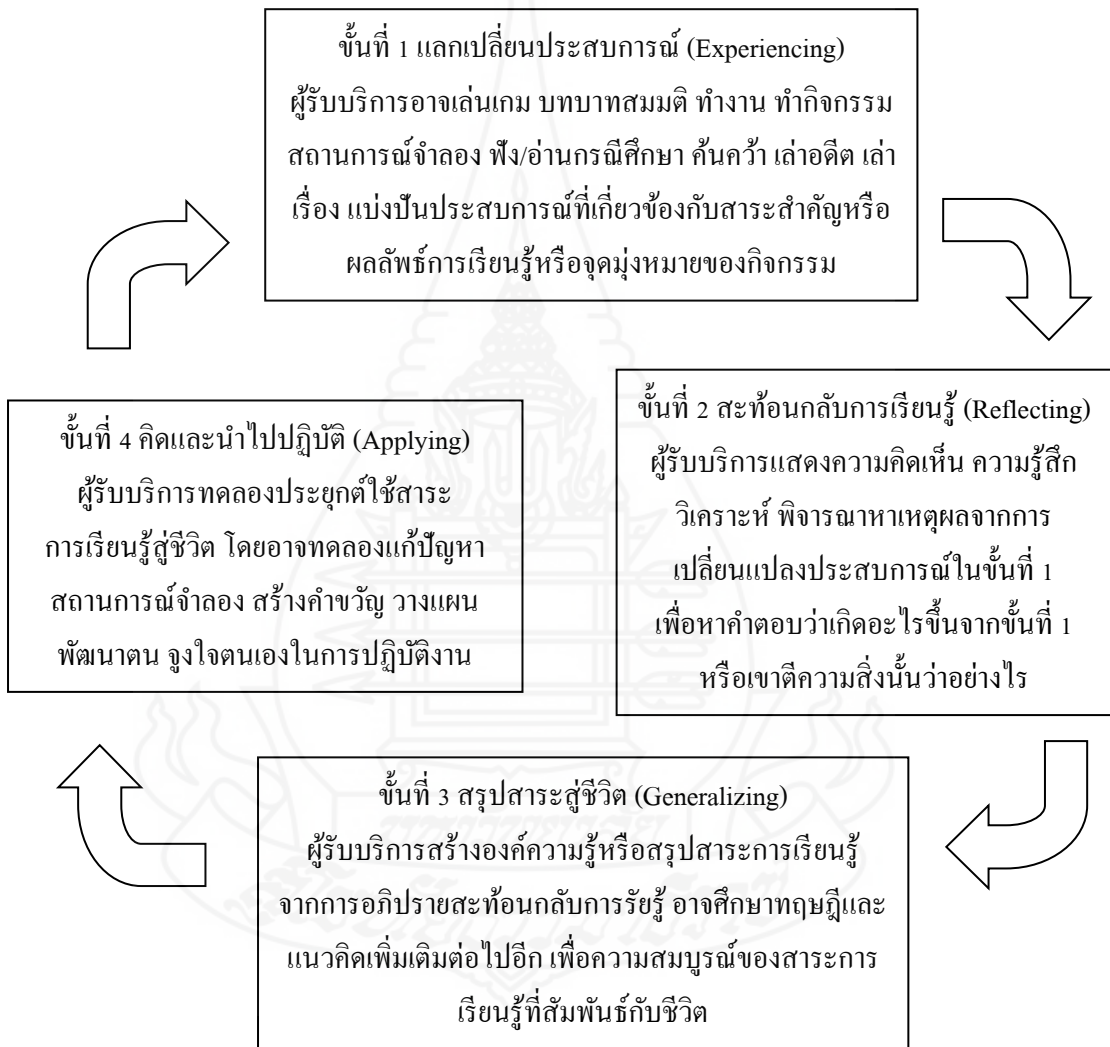 ขั้นที่ 1 แลกเปลี่ยนประสบการณ์ (Experiencing)
ผู้รับบริการอาจเล่นเกม บทบาทสมมติ ทำงาน ทำกิจกรรม
สถานการณ์จำลอง ฟัง/อ่านกรณีศึกษา ค้นคว้า เล่าอดีต เล่า
เรื่อง แบ่งปันประสบการณ์ที่เกี่ยวข้องกับสาระสำคัญหรือ
ผลลัพธ์การเรียนรู้หรือจุดมุ่งหมายของกิจกรรม
ขั้นที่ 2 สะท้อนกลับการเรียนรู้ (Reflecting)
ผู้รับบริการแสดงความคิดเห็น ความรู้สึก
วิเคราะห์ พิจารณาหาเหตุผลจากการ
เปลี่ยนแปลงประสบการณ์ในขั้นที่ 1
เพื่อหาคำตอบว่าเกิดอะไรขึ้นจากขั้นที่ 1
หรือเขาตีความสิ่งนั้นว่าอย่างไร
ขั้นที่ 4 คิดและนำไปปฏิบัติ (Applying)
ผู้รับบริการทดลองประยุกต์ใช้สาระ
การเรียนรู้สู่ชีวิต โดยอาจทดลองแก้ปัญหา
สถานการณ์จำลอง สร้างคำขวัญ วางแผน
พัฒนาตน จูงใจตนเองในการปฏิบัติงาน
ขั้นที่ 3 สรุปสาระสู่ชีวิต (Generalizing)
ผู้รับบริการสร้างองค์ความรู้หรือสรุปสาระการเรียนรู้
จากการอภิปรายสะท้อนกลับการรัยรู้ อาจศึกษาทฤษฎีและ
แนวคิดเพิ่มเติมต่อไปอีก เพื่อความสมบูรณ์ของสาระการ
เรียนรู้ที่สัมพันธ์กับชีวิต